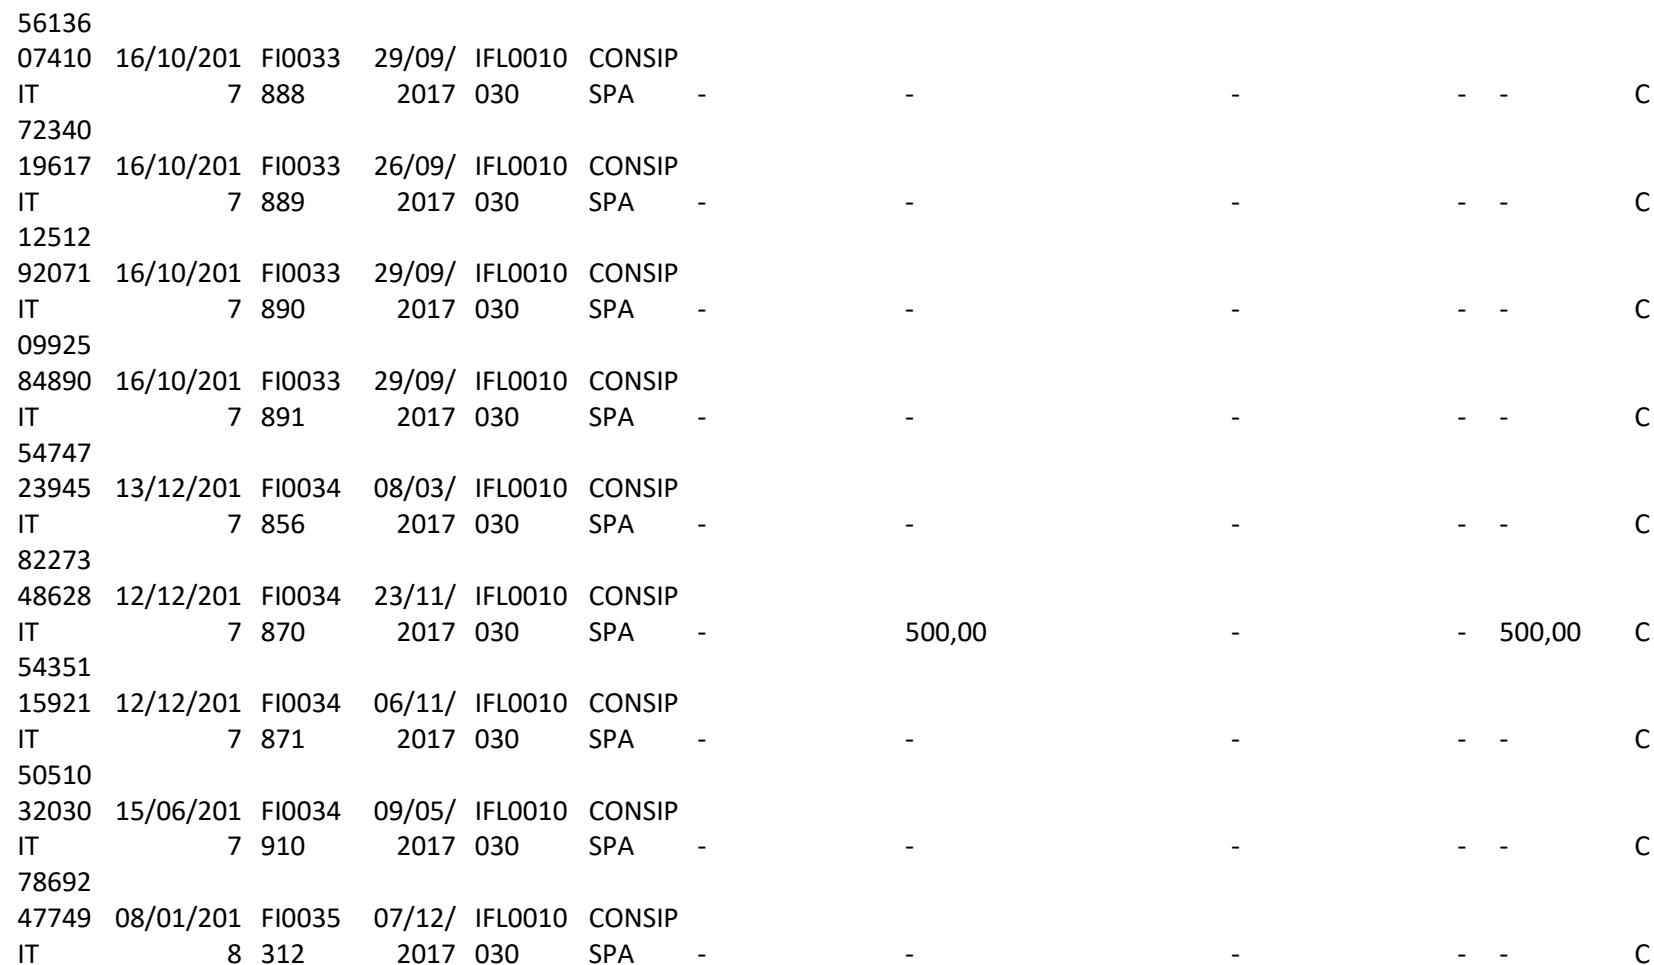 56136
07410 16/10/201 FI0033 29/09/ IFL0010 CONSIP
IT 7 888 2017 030 SPA - - - - - C
72340
19617 16/10/201 FI0033 26/09/ IFL0010 CONSIP
IT 7 889 2017 030 SPA - - - - - C
12512
92071 16/10/201 FI0033 29/09/ IFL0010 CONSIP
IT 7 890 2017 030 SPA - - - - - C
09925
84890 16/10/201 FI0033 29/09/ IFL0010 CONSIP
IT 7 891 2017 030 SPA - - - - - C
54747
23945 13/12/201 FI0034 08/03/ IFL0010 CONSIP
IT 7 856 2017 030 SPA - - - - - C
82273
48628 12/12/201 FI0034 23/11/ IFL0010 CONSIP
IT 7 870 2017 030 SPA - 500,00 - - 500,00 C
54351
15921 12/12/201 FI0034 06/11/ IFL0010 CONSIP
IT 7 871 2017 030 SPA - - - - - C
50510
32030 15/06/201 FI0034 09/05/ IFL0010 CONSIP
IT 7 910 2017 030 SPA - - - - - C
78692
47749 08/01/201 FI0035 07/12/ IFL0010 CONSIP
IT 8 312 2017 030 SPA - - - - - C